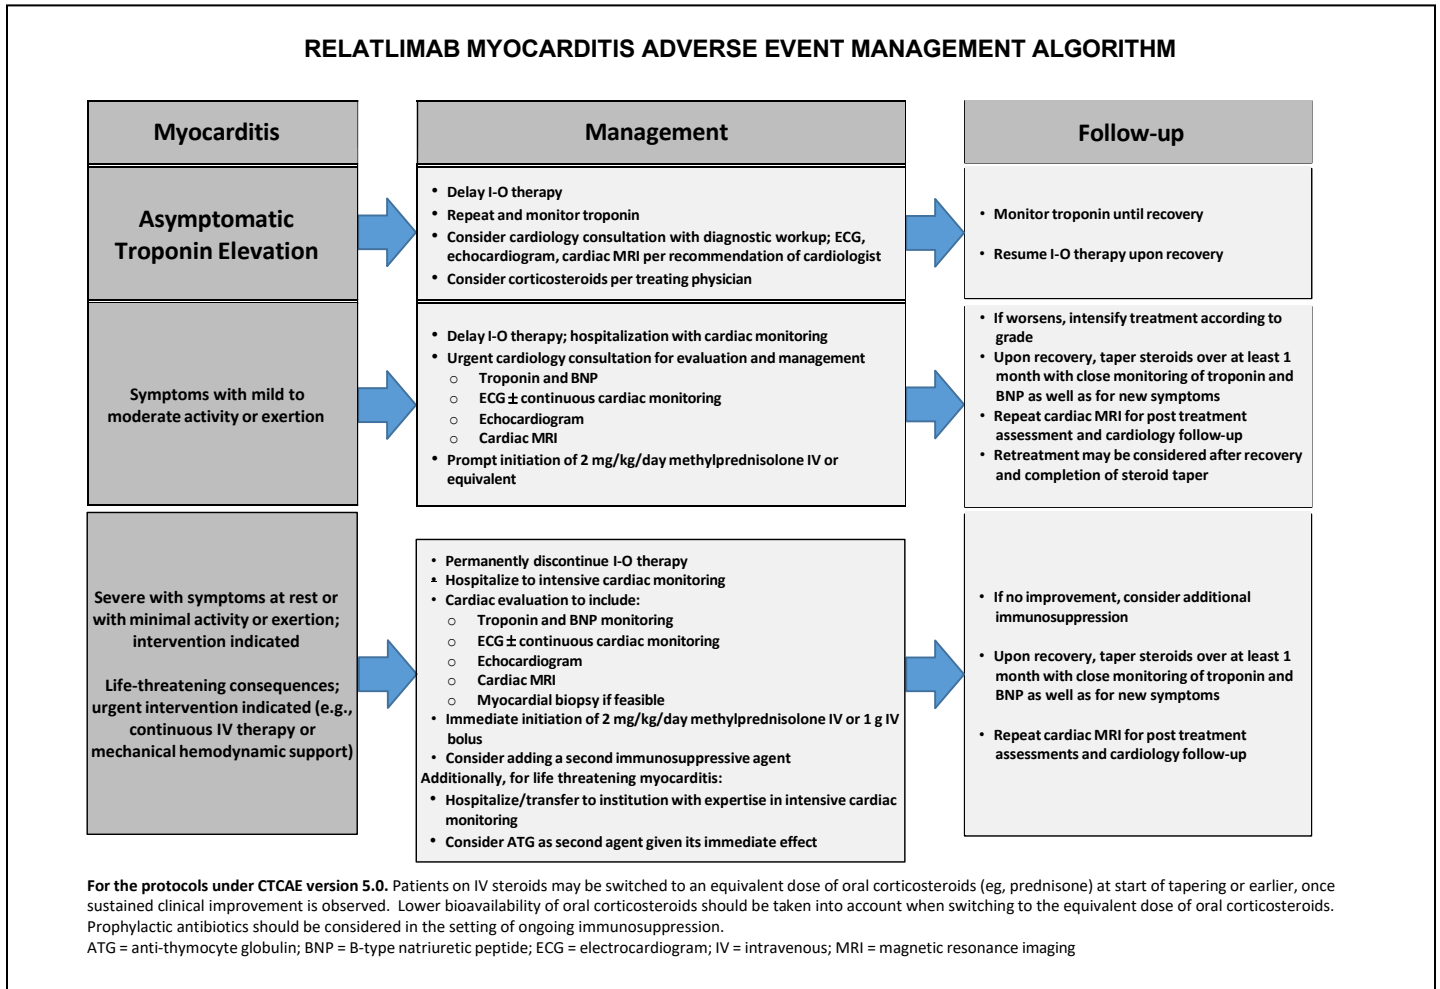 RELATLIMAB MYOCARDITIS ADVERSE EVENT MANAGEMENT ALGORITHM
Myocarditis
Management
Follow-up
Asymptomatic
Troponin Elevation
• Delay I-O therapy
• Repeat and monitor troponin
• Consider cardiology consultation with diagnostic workup; ECG,
echocardiogram, cardiac MRI per recommendation of cardiologist
• Consider corticosteroids per treating physician
• Monitor troponin until recovery
• Resume I-O therapy upon recovery
Symptoms with mild to
moderate activity or exertion
• Delay I-O therapy; hospitalization with cardiac monitoring
• Urgent cardiology consultation for evaluation and management
o Troponin and BNP
o ECG ± continuous cardiac monitoring
o Echocardiogram
o Cardiac MRI
• Prompt initiation of 2 mg/kg/day methylprednisolone IV or
equivalent
• If worsens, intensify treatment according to
grade
• Upon recovery, taper steroids over at least 1
month with close monitoring of troponin and
BNP as well as for new symptoms
• Repeat cardiac MRI for post treatment
assessment and cardiology follow-up
• Retreatment may be considered after recovery
and completion of steroid taper
Severe with symptoms at rest or
with minimal activity or exertion;
intervention indicated
Life-threatening consequences;
urgent intervention indicated (e.g.,
continuous IV therapy or
mechanical hemodynamic support)
• Permanently discontinue I-O therapy
• Hospitalize to intensive cardiac monitoring
• Cardiac evaluation to include:
o Troponin and BNP monitoring
o ECG ± continuous cardiac monitoring
o Echocardiogram
o Cardiac MRI
o Myocardial biopsy if feasible
• Immediate initiation of 2 mg/kg/day methylprednisolone IV or 1 g IV
bolus
• Consider adding a second immunosuppressive agent
Additionally, for life threatening myocarditis:
• Hospitalize/transfer to institution with expertise in intensive cardiac
monitoring
• Consider ATG as second agent given its immediate effect
• If no improvement, consider additional
immunosuppression
• Upon recovery, taper steroids over at least 1
month with close monitoring of troponin and
BNP as well as for new symptoms
• Repeat cardiac MRI for post treatment
assessments and cardiology follow-up
For the protocols under CTCAE version 5.0. Patients on IV steroids may be switched to an equivalent dose of oral corticosteroids (eg, prednisone) at start of tapering or earlier, once
sustained clinical improvement is observed. Lower bioavailability of oral corticosteroids should be taken into account when switching to the equivalent dose of oral corticosteroids.
Prophylactic antibiotics should be considered in the setting of ongoing immunosuppression.
ATG = anti-thymocyte globulin; BNP = B-type natriuretic peptide; ECG = electrocardiogram; IV = intravenous; MRI = magnetic resonance imaging